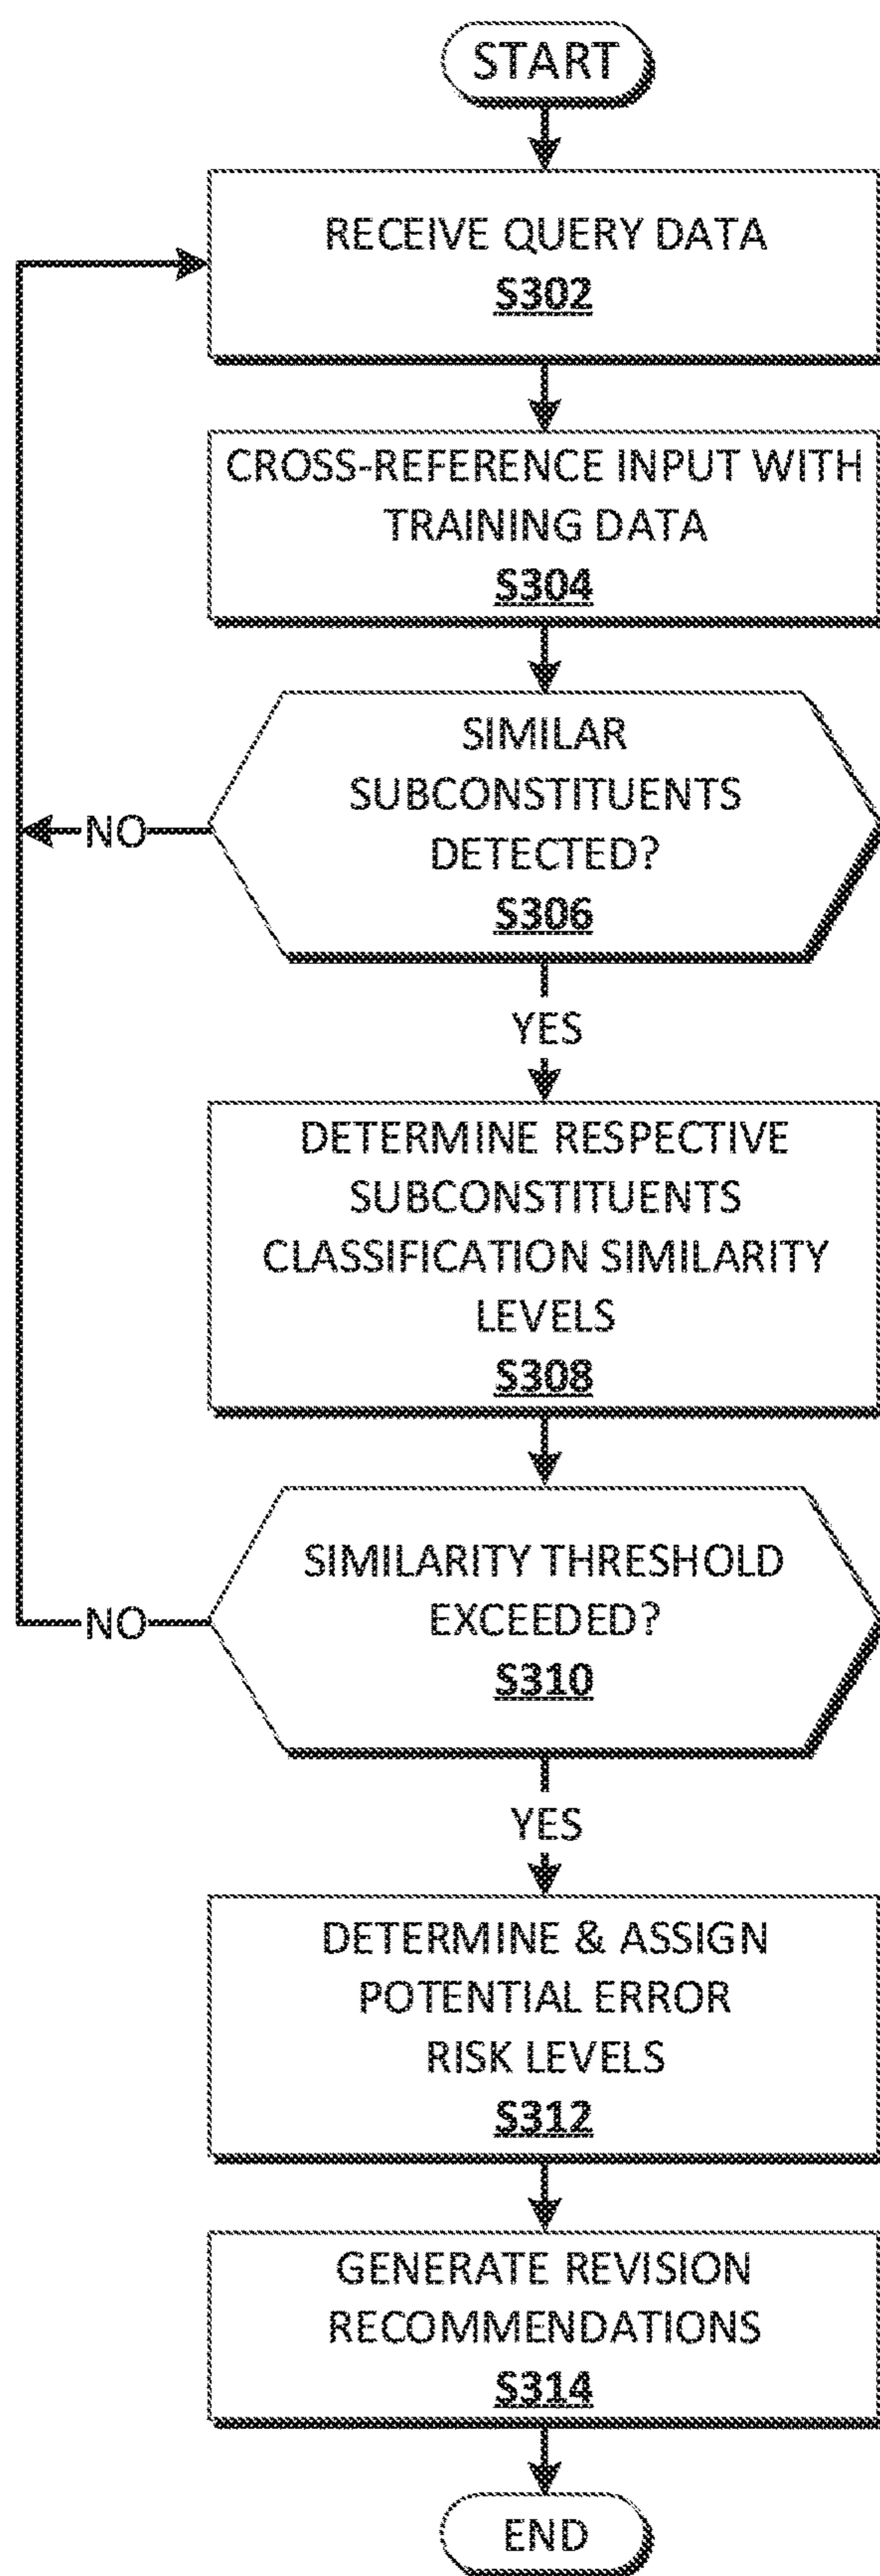 START
RECEIVE QUERY DATA
S302
CROSS-REFERENCE INPUT WITH
TRAINING DATA
S304
SIMILAR
SUBCONSTITUENTS
DETECTED?
S306
NO
YES
DETERMINE RESPECTIVE
SUBCONSTITUENTS
CLASSIFICATION SIMILARITY
LEVELS
S308
SIMILARITY THRESHOLD
EXCEEDED?
S310
NO
YES
DETERMINE & ASSIGN
POTENTIAL ERROR
RISK LEVELS
S312
GENERATE REVISION
RECOMMENDATIONS
S314
END